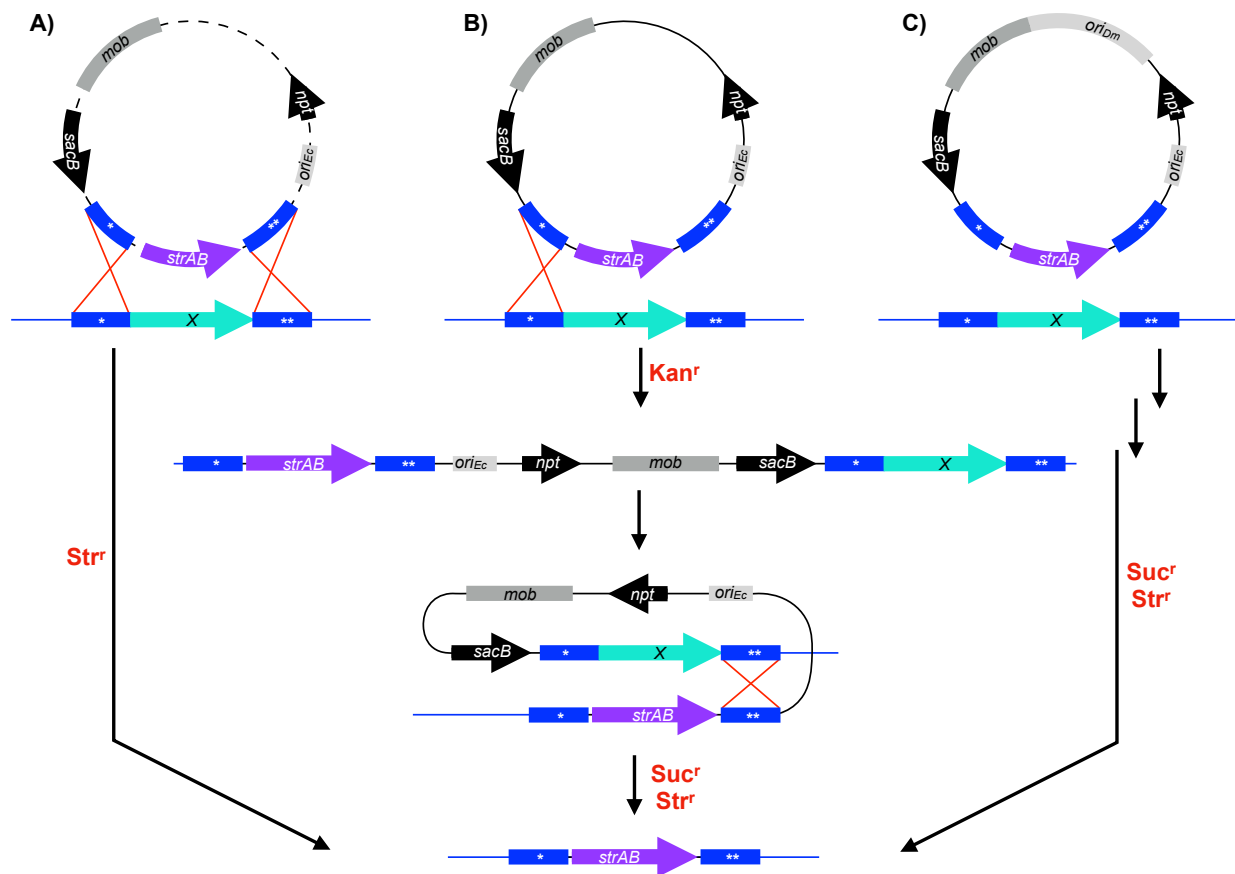 A)
mob
npt
sacB
oriEc
*
**
strAB
*
X
**
B)
mob
npt
sacB
oriEc
*
**
strAB
*
X
**
C)
mob
oriDm
npt
sacB
oriEc
*
**
strAB
*
X
**
Kanʳ
*
strAB
**
oriEc
npt
mob
sacB
*
X
**
Strʳ
mob
npt
oriEc
sacB
*
X
**
*
strAB
**
Sucʳ
Strʳ
Sucʳ
Strʳ
*
strAB
**